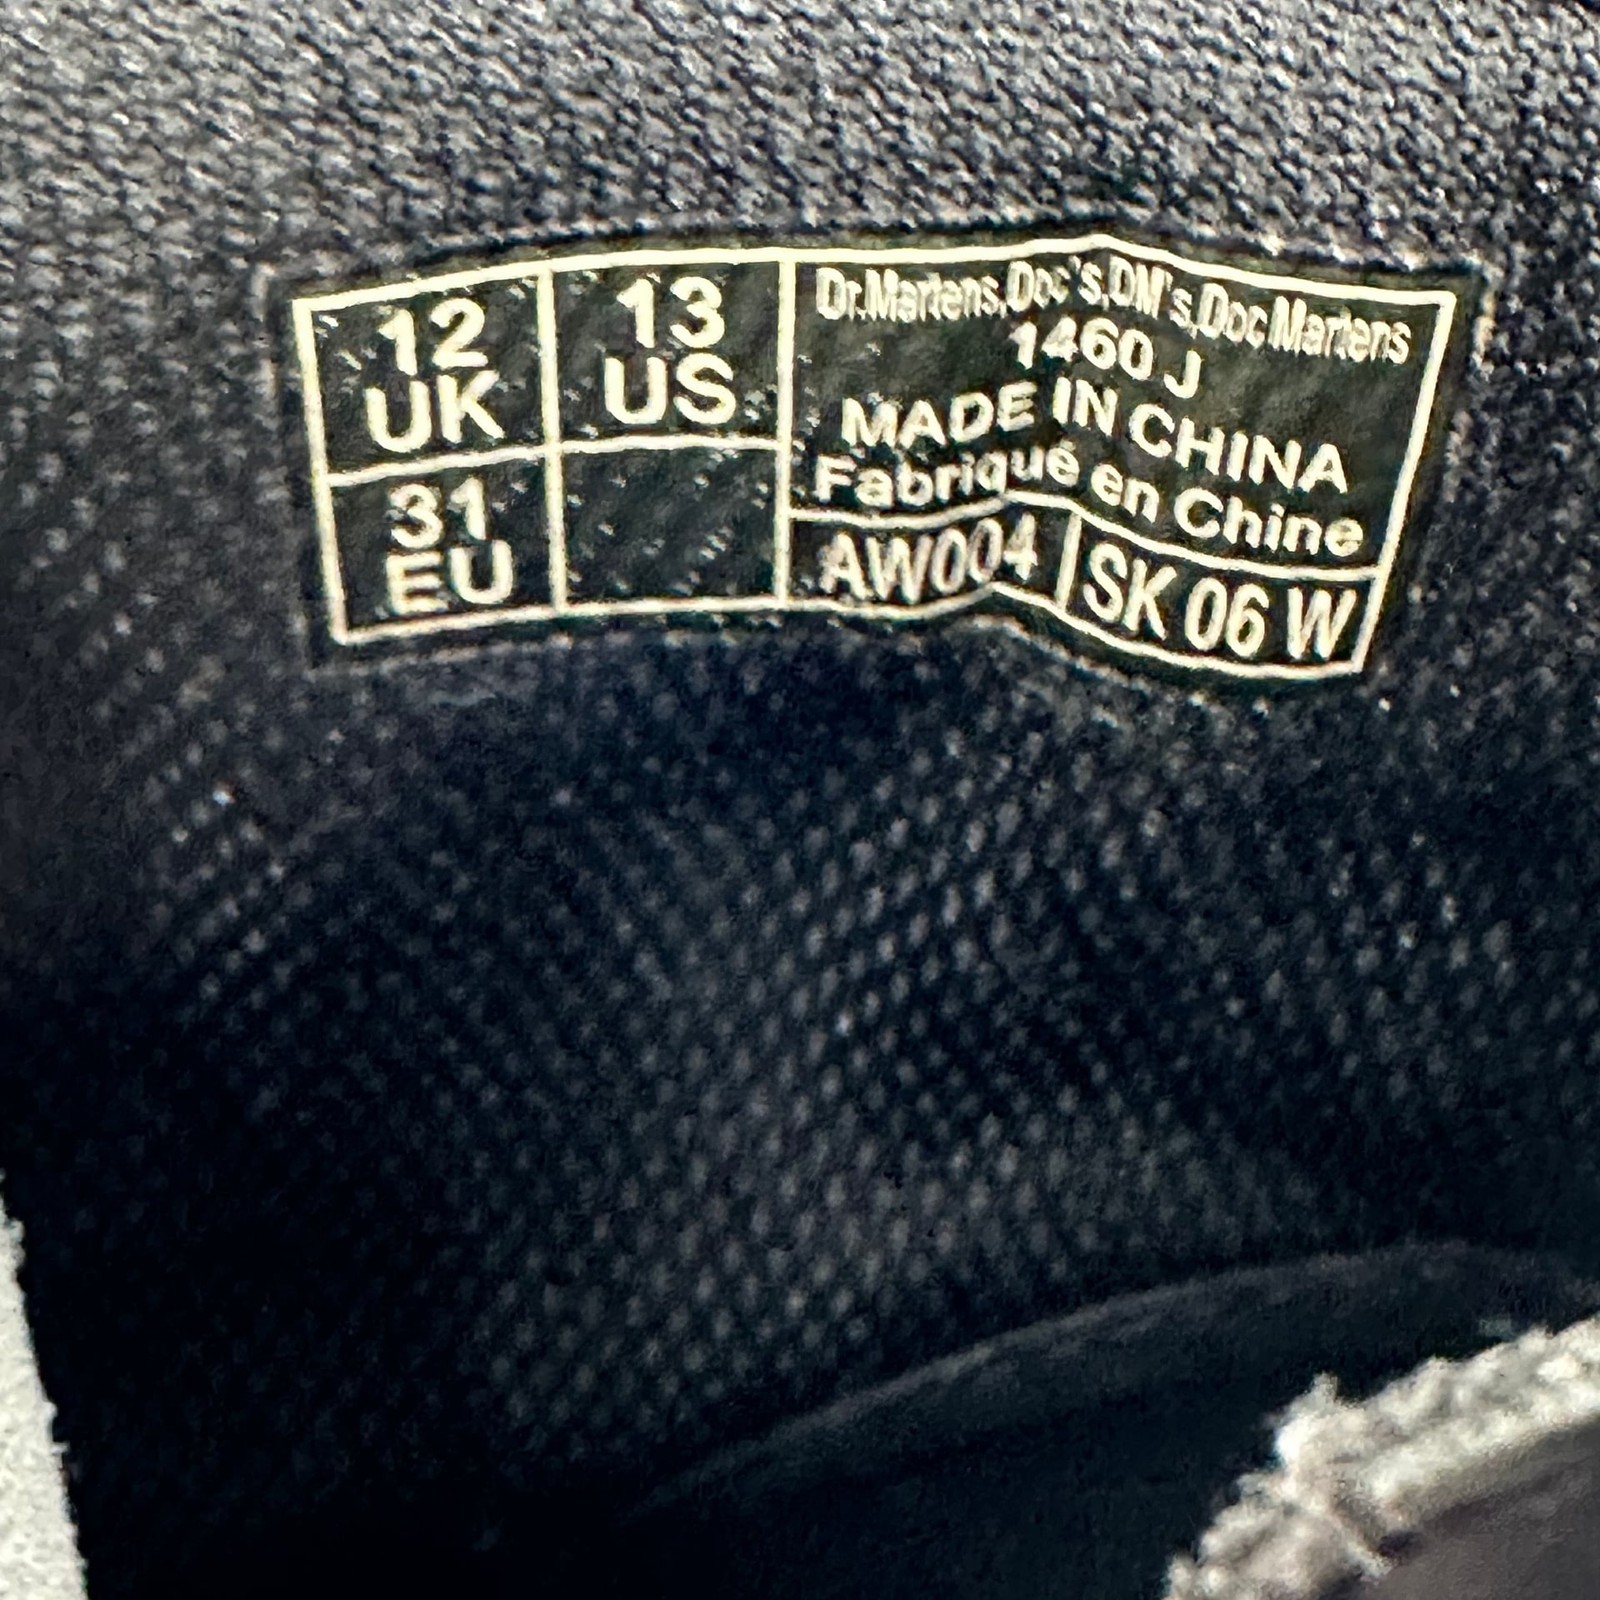 12
UK
13
US
31
EU
Dr.Martens,Doc's,DM's,Doc Martens
1460 J
MADE IN CHINA
Fabriqué en Chine
AW004
SK 06 W